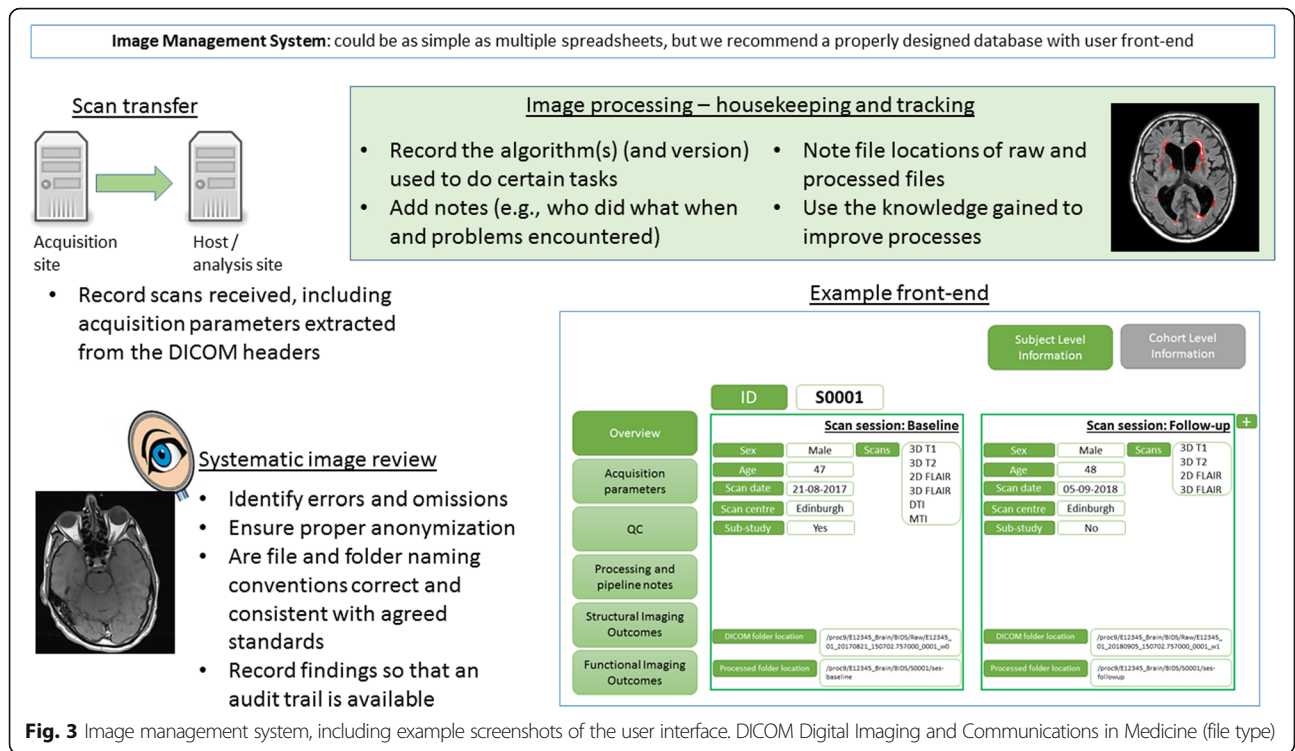 Image Management System: could be as simple as multiple spreadsheets, but we recommend a properly designed database with user front-end
Scan transfer
Acquisition
site
Host /
analysis site
• Record scans received, including
acquisition parameters extracted
from the DICOM headers
Image processing – housekeeping and tracking
• Record the algorithm(s) (and version)
used to do certain tasks
• Add notes (e.g., who did what when
and problems encountered)
• Note file locations of raw and
processed files
• Use the knowledge gained to
improve processes
Systematic image review
• Identify errors and omissions
• Ensure proper anonymization
• Are file and folder naming
conventions correct and
consistent with agreed
standards
• Record findings so that an
audit trail is available
Example front-end
Subject Level
Information
Cohort Level
Information
ID S0001
Overview
Acquisition
parameters
QC
Processing and
pipeline notes
Structural Imaging
Outcomes
Functional Imaging
Outcomes
Scan session: Baseline
Sex Male Scans
Age 47
Scan date 21-08-2017
Scan centre Edinburgh
Sub-study Yes
3D T1
3D T2
2D FLAIR
3D FLAIR
DTI
MTI
DICOM folder location
/proc9/E12345_Brain/BIDS/Raw/E12345_
01_20170821_150702.757000_0001_w0
Processed folder location
/proc9/E12345_Brain/BIDS/S0001/ses-
baseline
Scan session: Follow-up
+
Sex Male Scans
Age 48
Scan date 05-09-2018
Scan centre Edinburgh
Sub-study No
3D T1
3D T2
2D FLAIR
3D FLAIR
DICOM folder location
/proc9/E12345_Brain/BIDS/Raw/E12345_
01_20180905_150702.757000_0001_w1
Processed folder location
/proc9/E12345_Brain/BIDS/S0001/ses-
followup
Fig. 3 Image management system, including example screenshots of the user interface. DICOM Digital Imaging and Communications in Medicine (file type)